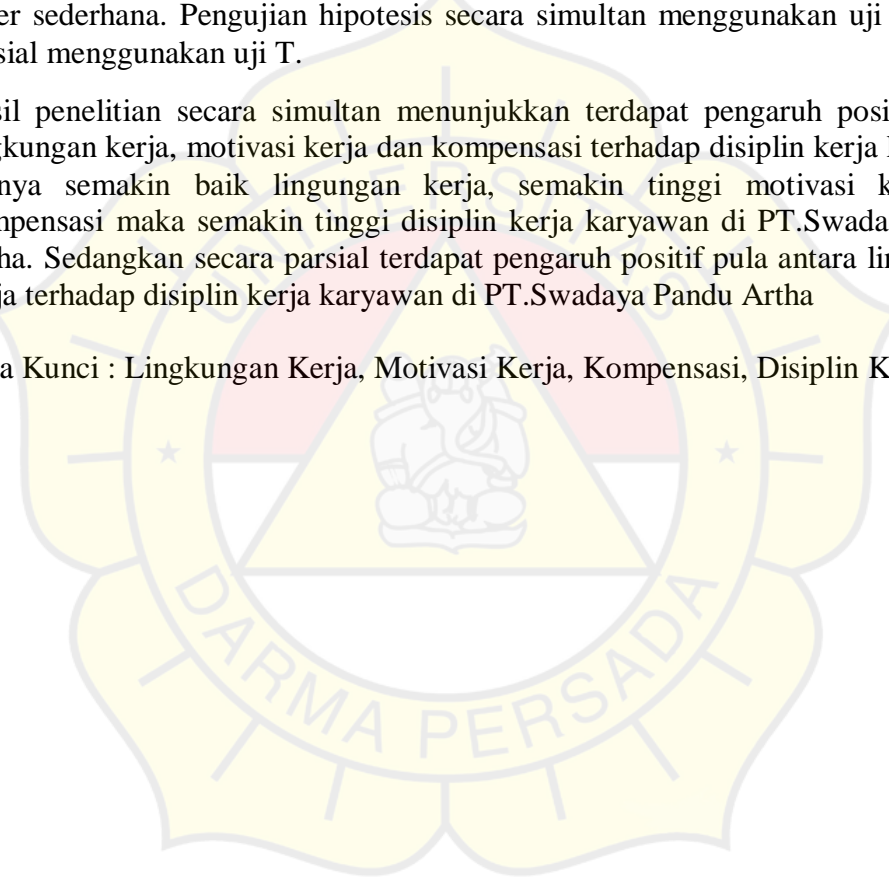 er sederhana. Pengujian hipotesis secara simultan menggunakan uji
sial menggunakan uji T.
sil penelitian secara simultan menunjukkan terdapat pengaruh posi
gkungan kerja, motivasi kerja dan kompensasi terhadap disiplin kerja
nya semakin baik lingungan kerja, semakin tinggi motivasi k
mpensasi maka semakin tinggi disiplin kerja karyawan di PT.Swada
ha. Sedangkan secara parsial terdapat pengaruh positif pula antara lin
ja terhadap disiplin kerja karyawan di PT.Swadaya Pandu Artha
a Kunci : Lingkungan Kerja, Motivasi Kerja, Kompensasi, Disiplin K
UNIVERSITAS
DARMA PERSADA